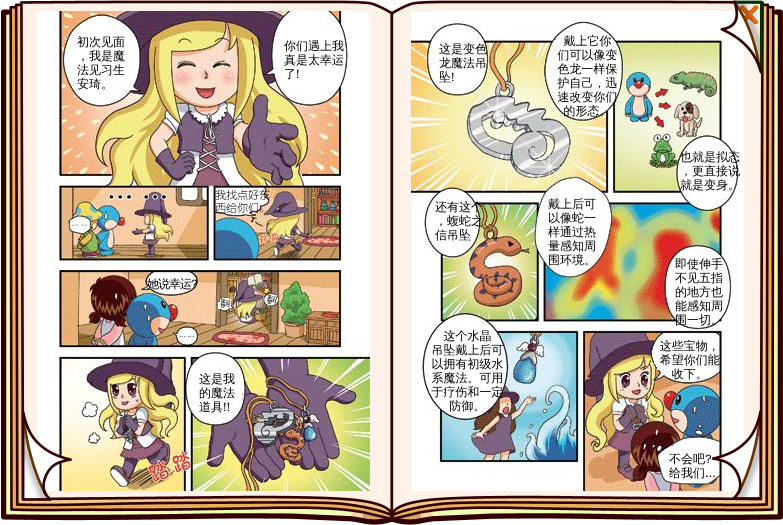 初次见面
，我是魔
法见习生
安琦。
你们遇上我
真是太幸运
了!
……
我找点好东
西给你们!
她说幸运?
……
翻
翻
踏
踏
这是我
的魔法
道具!!
这是变色
龙魔法吊
坠!
戴上它你
们可以像变
色龙一样保
护自己，迅
速改变你们
的形态。
也就是拟态
，更直接说
就是变身。
还有这个
，蝮蛇之
信吊坠。
戴上后可
以像蛇一
样通过热
量感知周
围环境。
即使伸手
不见五指
的地方也
能感知周
围一切。
这个水晶
吊坠戴上后可
以拥有初级水
系魔法。可用
于疗伤和一定
防御。
这些宝物，
希望你们能
收下。
不会吧?
给我们…